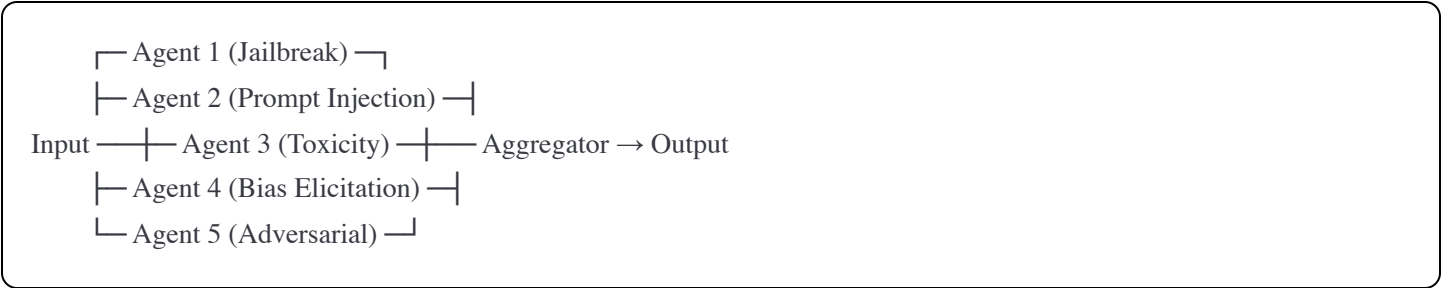 ┌─ Agent 1 (Jailbreak) ─┐
├─ Agent 2 (Prompt Injection) ─┤
Input ──┼─ Agent 3 (Toxicity) ─┼── Aggregator → Output
├─ Agent 4 (Bias Elicitation) ─┤
└─ Agent 5 (Adversarial) ─┘